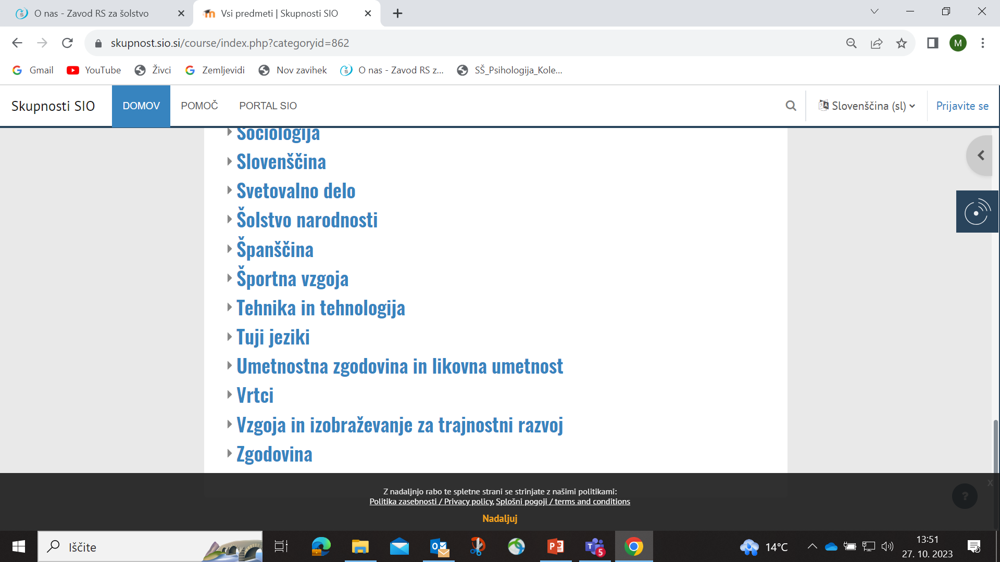 O nas - Zavod RS za šolstvo
Vsi predmeti | Skupnosti SIO
skupnost.sio.si/course/index.php?categoryid=862
M
Gmail
YouTube
Živci
Zemljevidi
Nov zavihek
O nas - Zavod RS z...
SŠ_Psihologija_Kole...
Skupnosti SIO
DOMOV
POMOČ
PORTAL SIO
Slovenščina (sl)
Prijavite se
Sociologija
Slovenščina
Svetovalno delo
Šolstvo narodnosti
Španščina
Športna vzgoja
Tehnika in tehnologija
Tuji jeziki
Umetnostna zgodovina in likovna umetnost
Vrtci
Vzgoja in izobraževanje za trajnostni razvoj
Zgodovina
x
Z nadaljnjo rabo te spletne strani se strinjate z našimi politikami:
Politika zasebnosti / Privacy policy, Splošni pogoji / terms and conditions
?
Nadaljuj
Iščite
5
14°C
13:51
27. 10. 2023